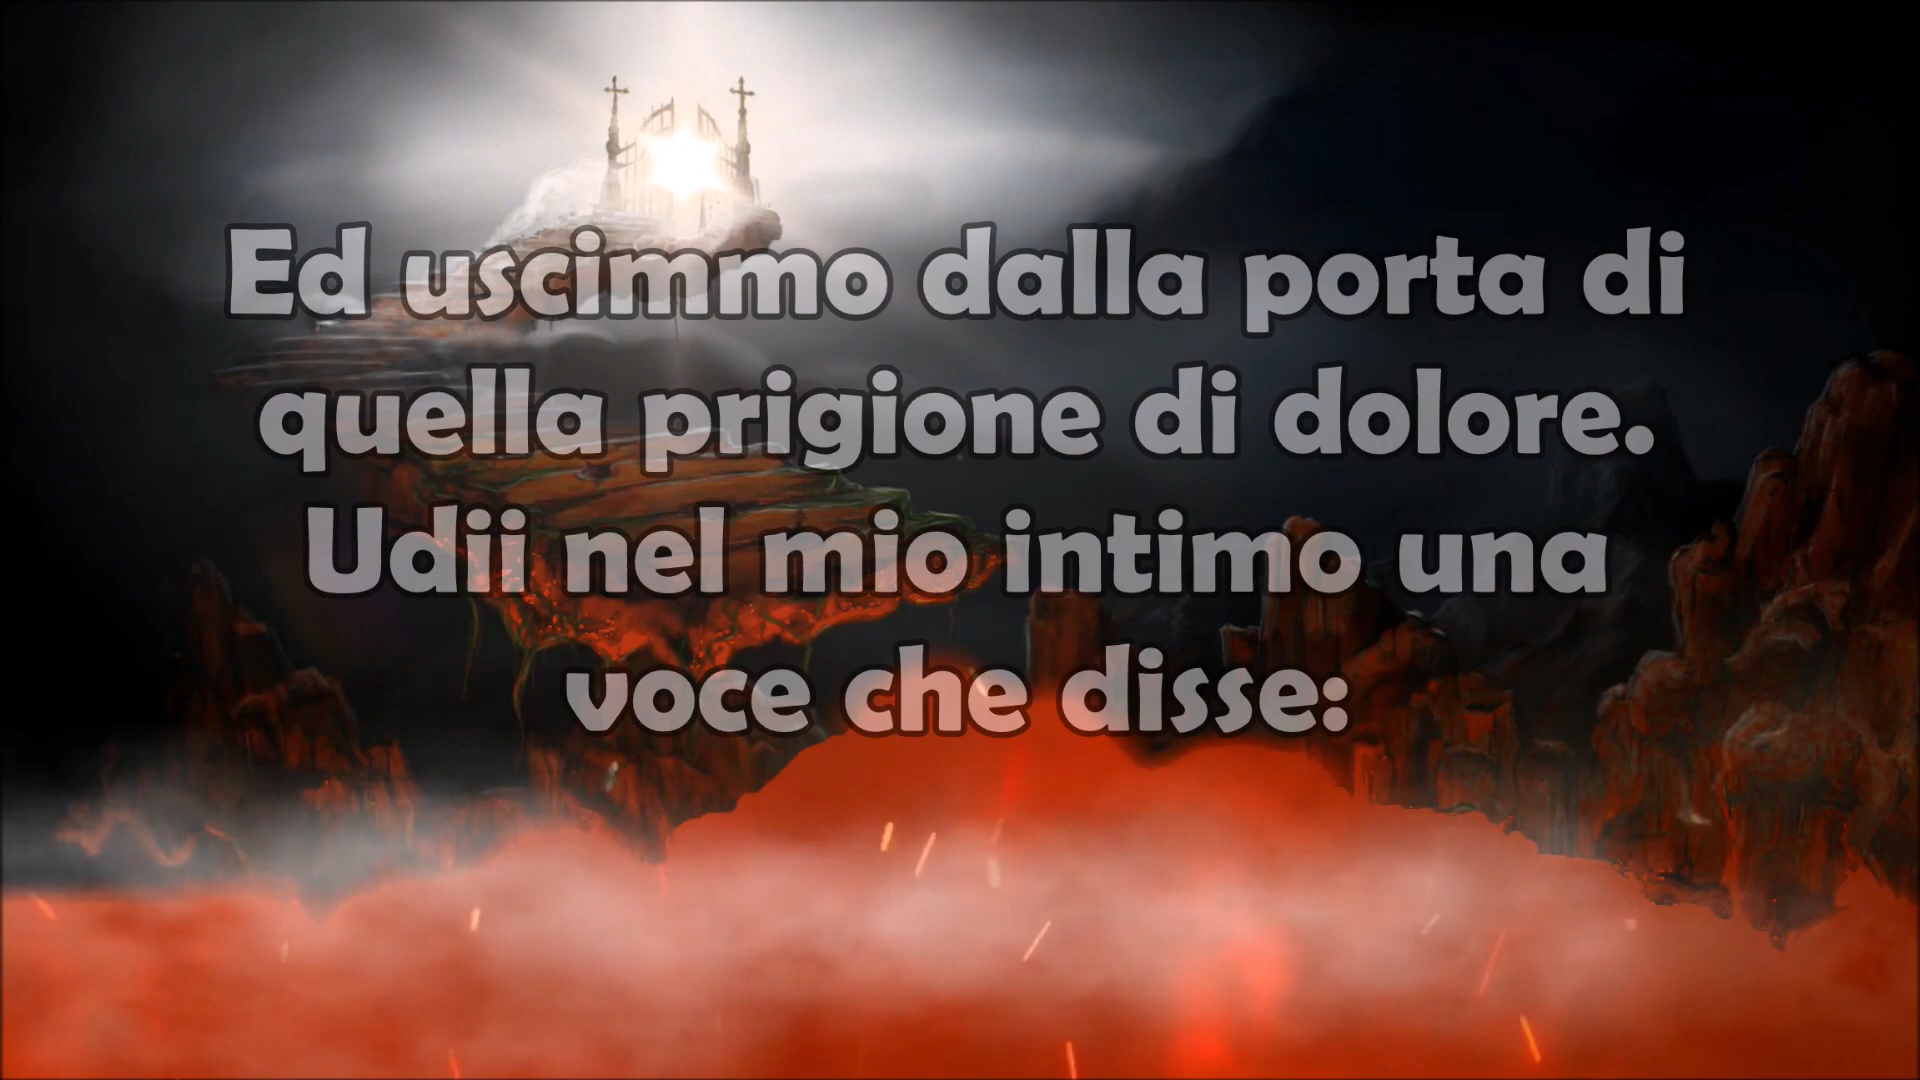 Ed uscimmo dalla porta di
quella prigione di dolore.
Udii nel mio intimo una
voce che disse: